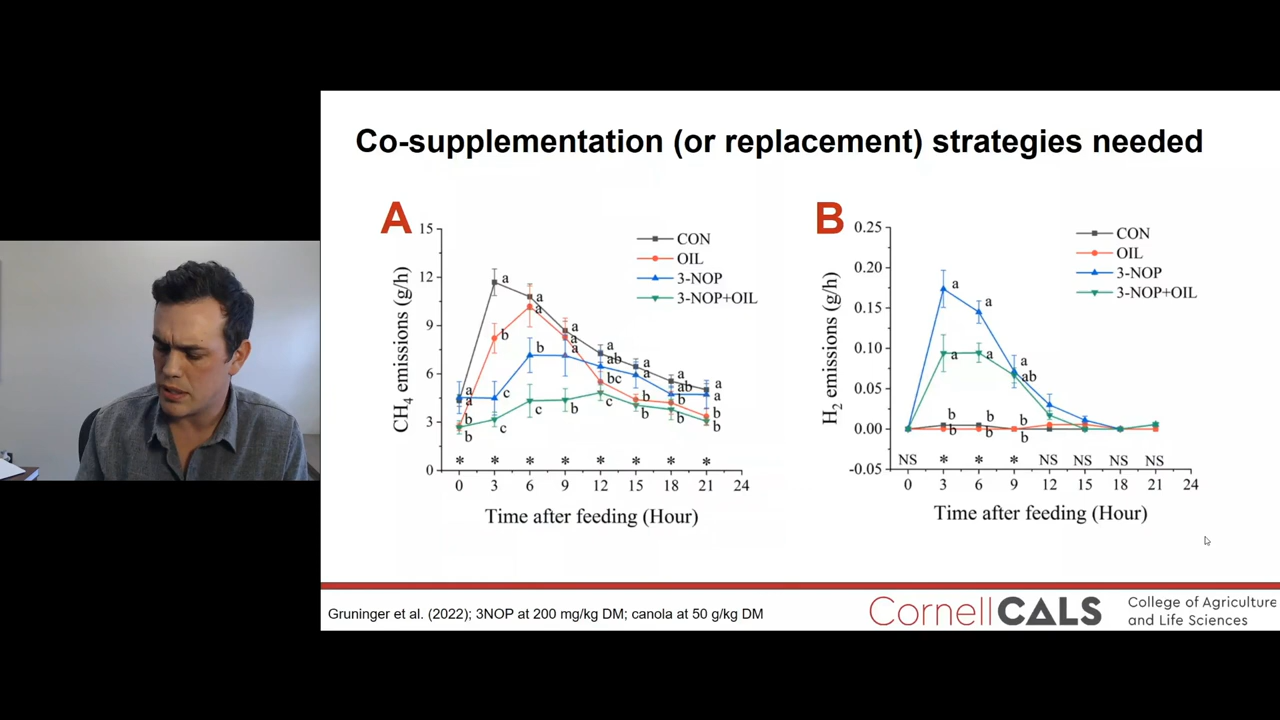 Co-supplementation (or replacement) strategies needed
A
CH4 emissions (g/h)
15
12
9
6
3
0
CON
OIL
3-NOP
3-NOP+OIL
a
a
b
b
a
b
c
c
a
a
b
c
a
a
a
b
a
ab
bc
c
a
a
b
b
a
ab
b
b
a
a
b
b
* * * * * * * *
0 3 6 9 12 15 18 21 24
Time after feeding (Hour)
B
H2 emissions (g/h)
0.25
0.20
0.15
0.10
0.05
0.00
-0.05
CON
OIL
3-NOP
3-NOP+OIL
a
a
b
b
a
a
b
b
a
ab
b
b
NS * * * NS NS NS NS
0 3 6 9 12 15 18 21 24
Time after feeding (Hour)
Gruninger et al. (2022); 3NOP at 200 mg/kg DM; canola at 50 g/kg DM
CornellCALS
College of Agriculture
and Life Sciences